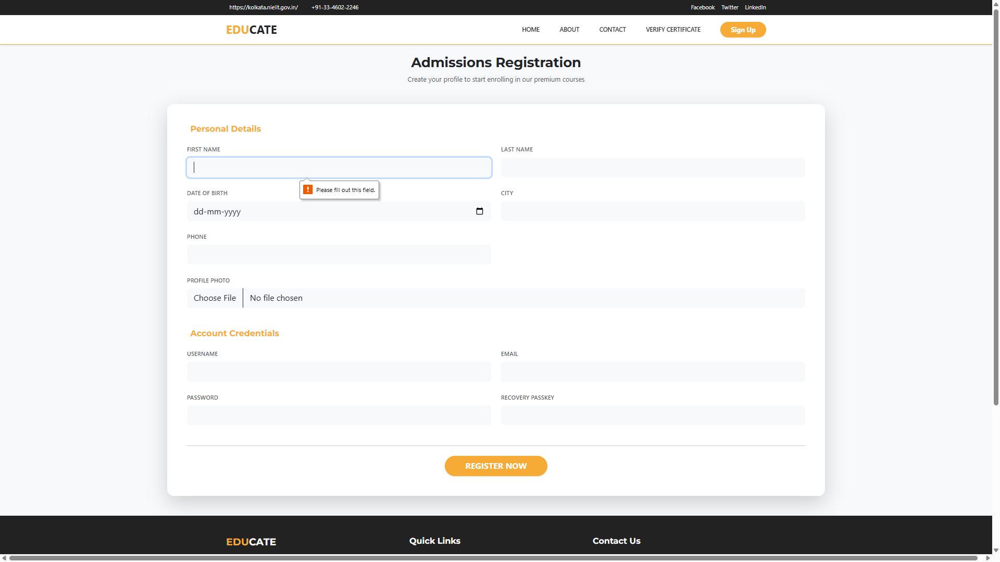 https://kolkata.nielit.gov.in/ +91-33-4602-2246 Facebook Twitter LinkedIn
EDUCATE HOME ABOUT CONTACT VERIFY CERTIFICATE Sign Up
Admissions Registration
Create your profile to start enrolling in our premium courses
Personal Details
FIRST NAME LAST NAME
Please fill out this field.
DATE OF BIRTH CITY
dd-mm-yyyy
PHONE
PROFILE PHOTO
Choose File No file chosen
Account Credentials
USERNAME EMAIL
PASSWORD RECOVERY PASSKEY
REGISTER NOW
EDUCATE Quick Links Contact Us